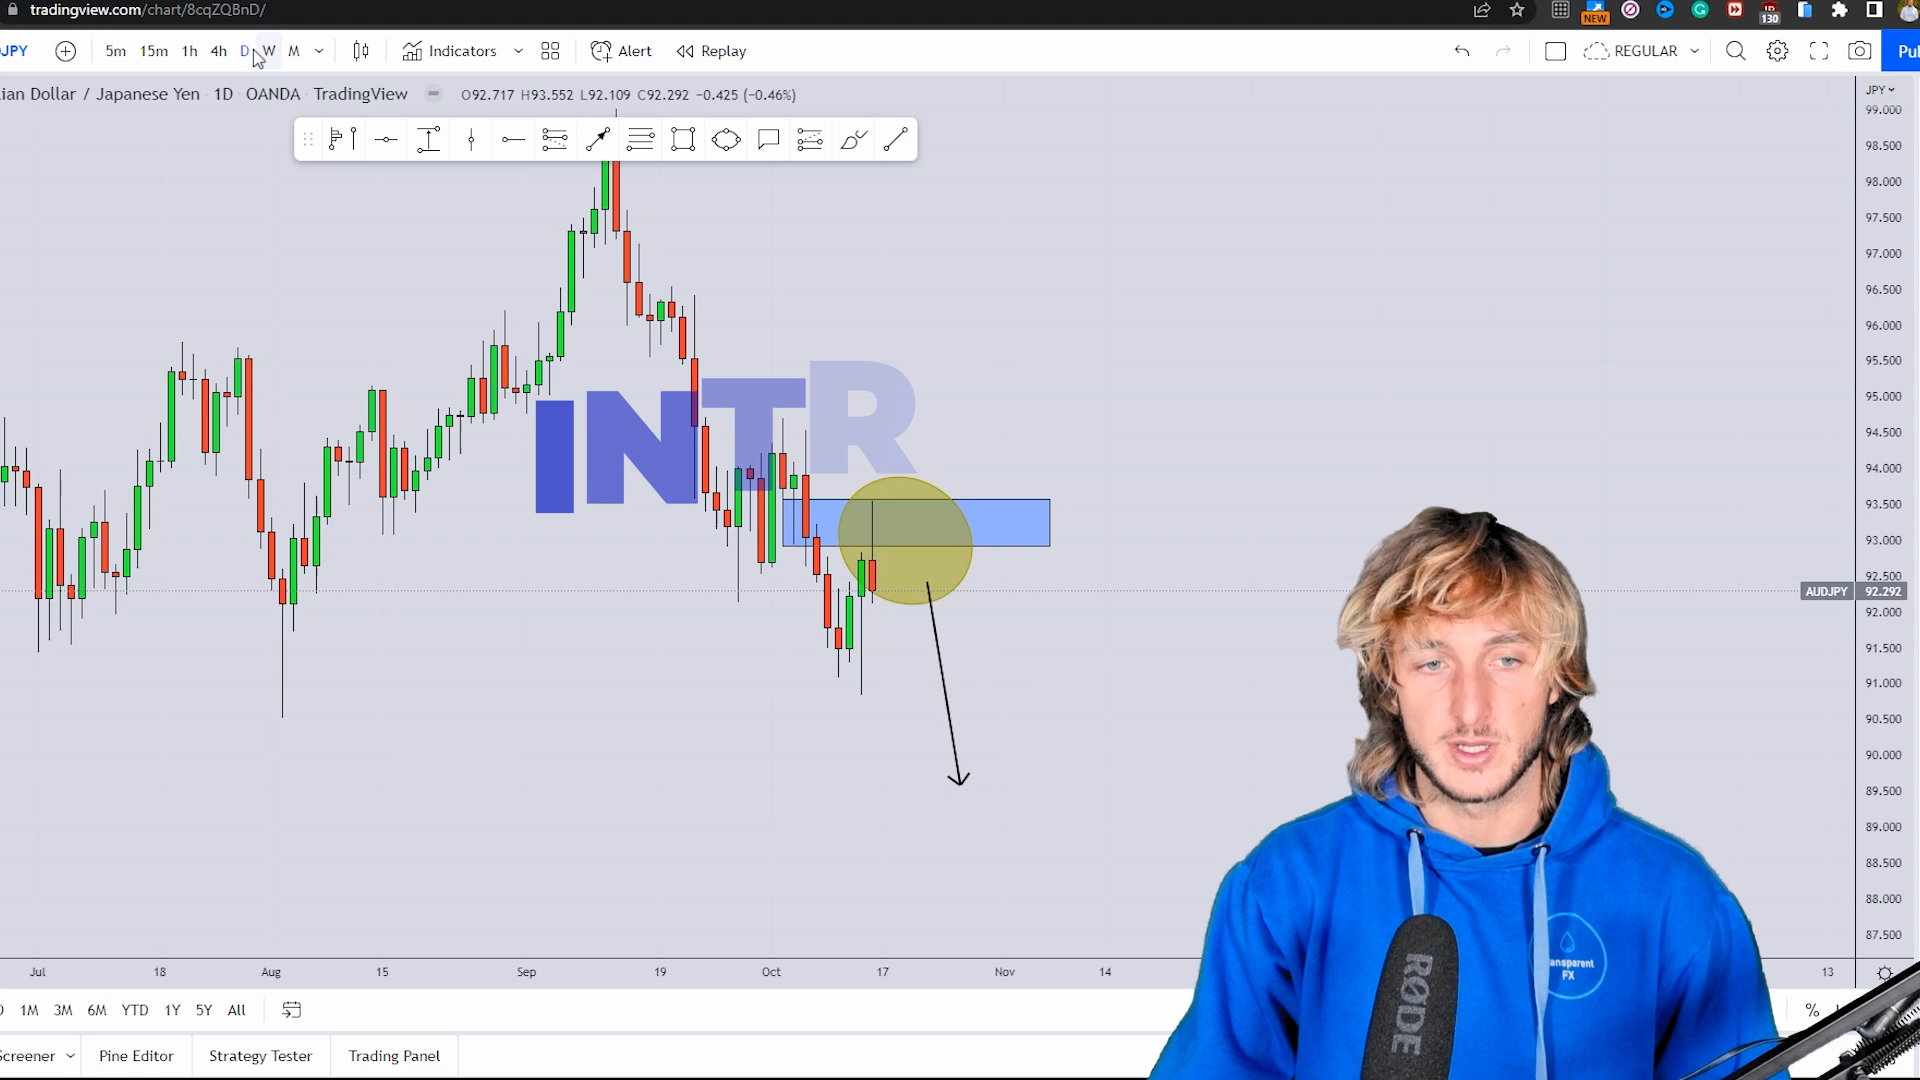 tradingview.com/chart/8cqZQBnD/
NEW
130
JPY
5m 15m 1h 4h D W M
Indicators
Alert
Replay
REGULAR
ian Dollar / Japanese Yen 1D OANDA TradingView
O92.717 H93.552 L92.109 C92.292 −0.425 (−0.46%)
JPY
99.000
98.500
98.000
97.500
97.000
96.500
96.000
95.500
95.000
94.500
94.000
93.500
93.000
92.500
AUDJPY 92.292
92.000
91.500
91.000
90.500
90.000
89.500
89.000
88.500
88.000
87.500
INTR
RØDE
ansparent
FX
Jul 18 Aug 15 Sep 19 Oct 17 Nov 14 13
1M 3M 6M YTD 1Y 5Y All
%
Screener Pine Editor Strategy Tester Trading Panel